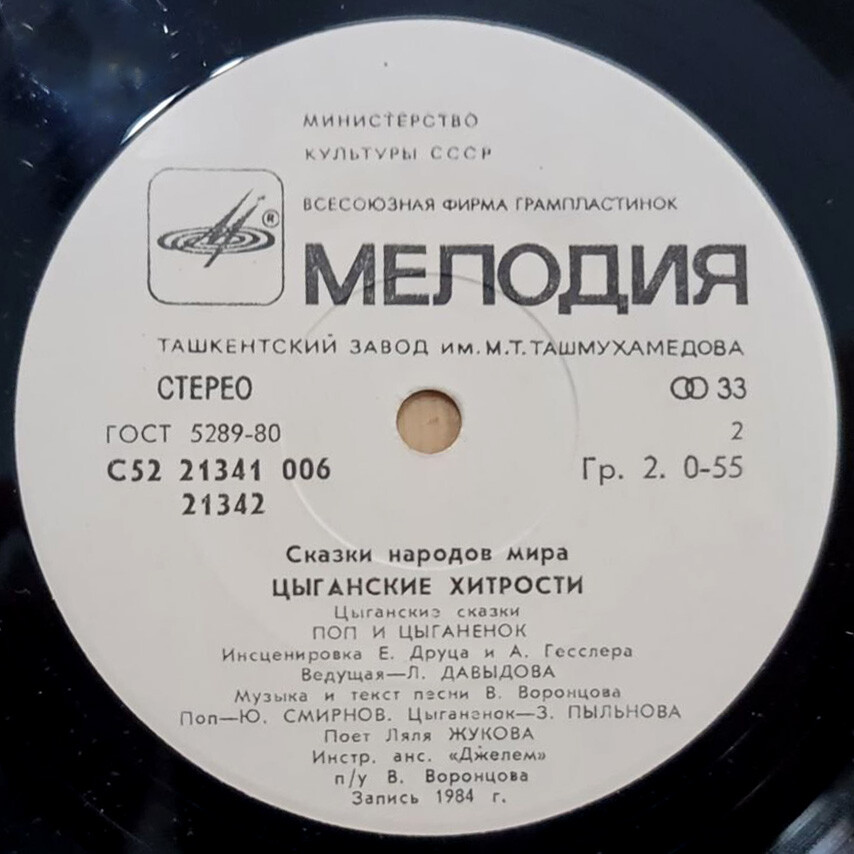 МИНИСТЕРСТВО
КУЛЬТУРЫ СССР
ВСЕСОЮЗНАЯ ФИРМА ГРАМПЛАСТИНОК
®
МЕЛОДИЯ
ТАШКЕНТСКИЙ ЗАВОД ИМ. М.Т. ТАШМУХАМЕДОВА
СТЕРЕО 33
ГОСТ 5289-80 2
С52 21341 006 Гр. 2. 0-55
21342
Сказки народов мира
ЦЫГАНСКИЕ ХИТРОСТИ
Цыганские сказки
ПОП И ЦЫГАНЕНОК
Инсценировка Е. Друца и А. Гесслера
Ведущая—Л. ДАВЫДОВА
Музыка и текст песни В. Воронцова
Поп—Ю. СМИРНОВ. Цыганенок—З. ПЫЛЬНОВА
Поет Ляля ЖУКОВА
Инстр. анс. «Джелем»
п/у В. Воронцова
Запись 1984 г.